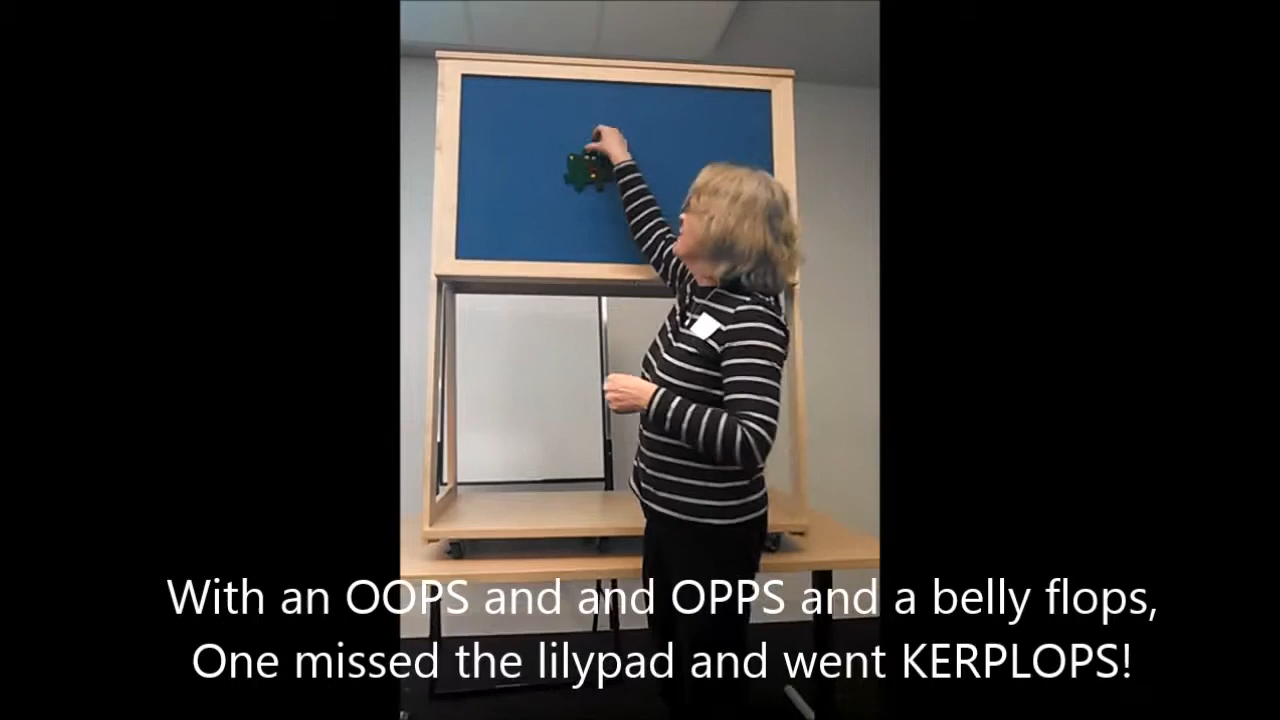 With an OOPS and and OPPS and a belly flops,
One missed the lilypad and went KERPLOPS!